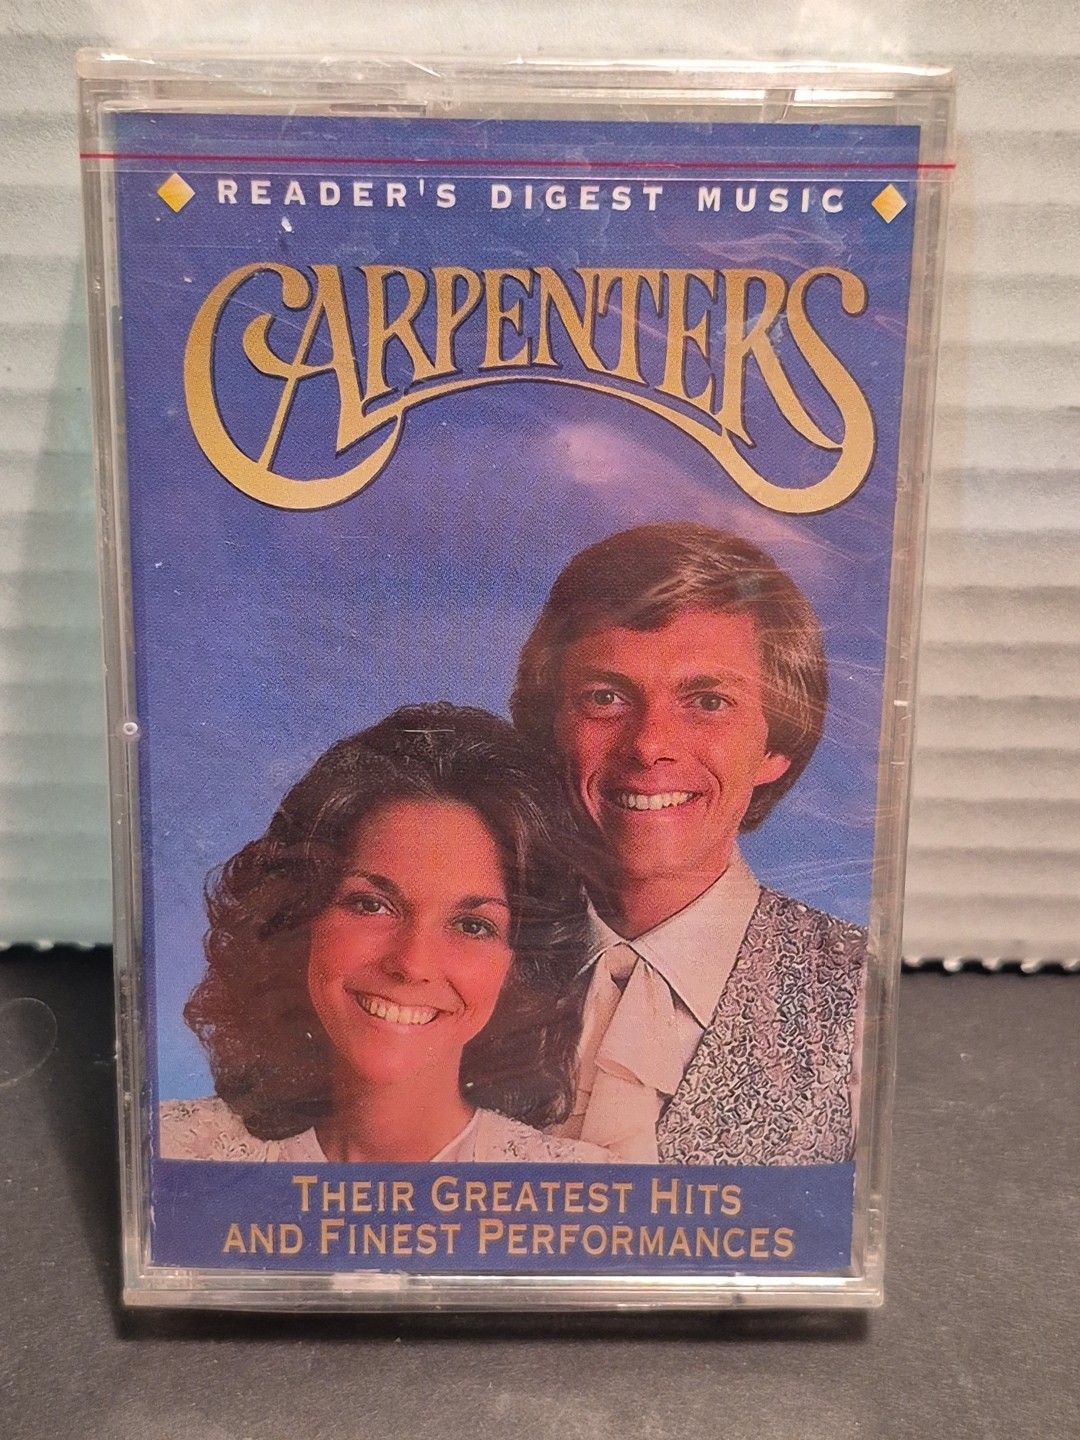 READER'S DIGEST MUSIC
CARPENTERS
THEIR GREATEST HITS
AND FINEST PERFORMANCES